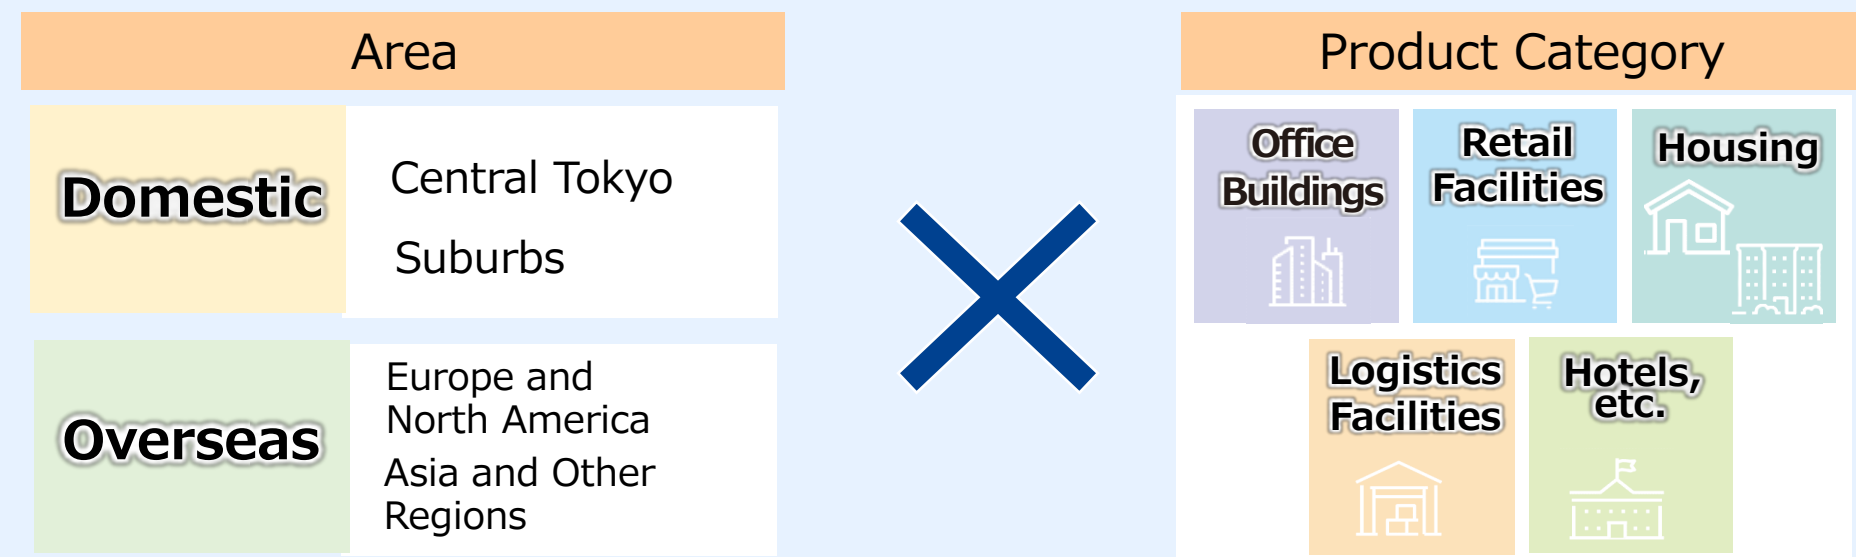 Area
Domestic
Central Tokyo
Suburbs
Overseas
Europe and
North America
Asia and Other
Regions
Product Category
Office
Buildings
Retail
Facilities
Housing
Logistics
Facilities
Hotels,
etc.